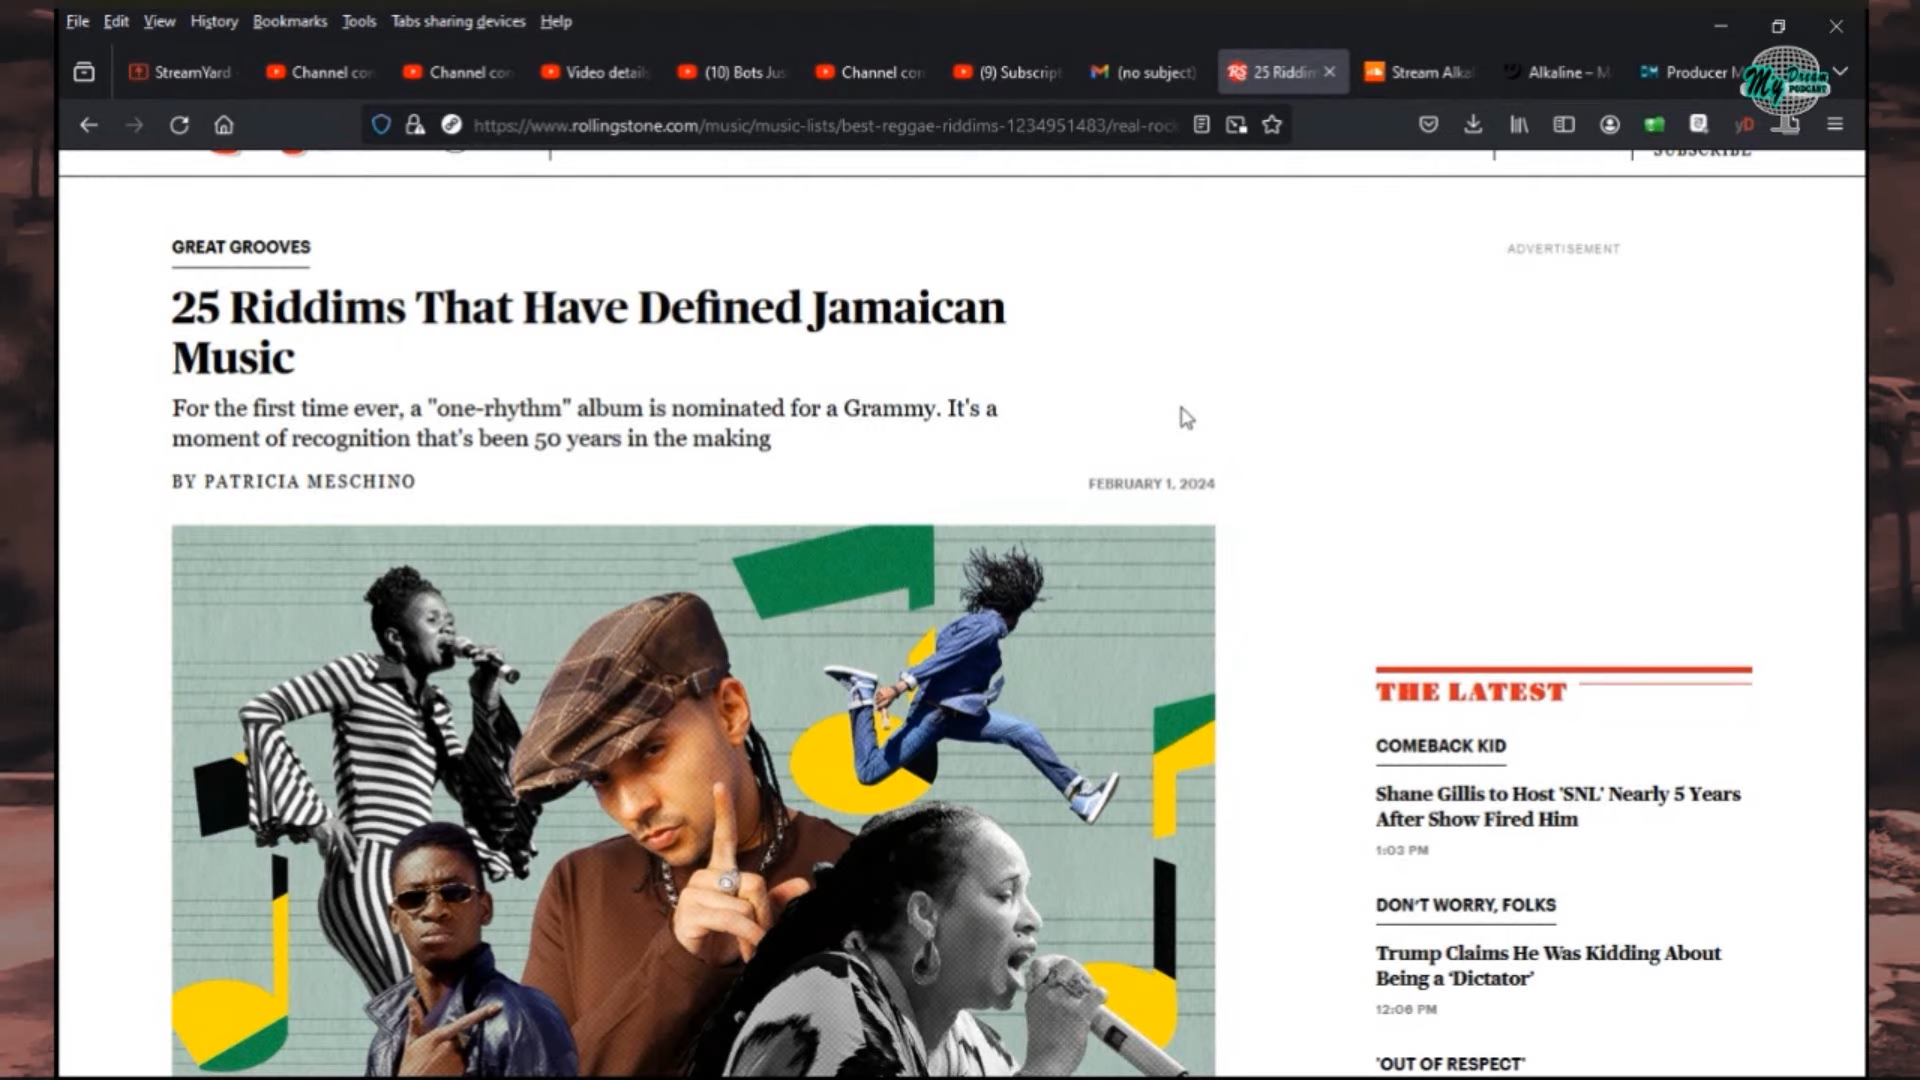 File Edit View History Bookmarks Tools Tabs sharing devices Help
StreamYard
Channel con
Channel con
Video details
(10) Bots Jus
Channel con
(9) Subscript
(no subject)
25 Riddim
Stream Alka
Alkaline – M
Producer M
My Dream PODCAST
https://www.rollingstone.com/music/music-lists/best-reggae-riddims-1234951483/real-roc
yD
SUBSCRIBE
GREAT GROOVES
ADVERTISEMENT
25 Riddims That Have Defined Jamaican
Music
For the first time ever, a "one-rhythm" album is nominated for a Grammy. It's a
moment of recognition that's been 50 years in the making
BY PATRICIA MESCHINO
FEBRUARY 1, 2024
THE LATEST
COMEBACK KID
Shane Gillis to Host 'SNL' Nearly 5 Years
After Show Fired Him
1:03 PM
DON'T WORRY, FOLKS
Trump Claims He Was Kidding About
Being a 'Dictator'
12:06 PM
'OUT OF RESPECT'